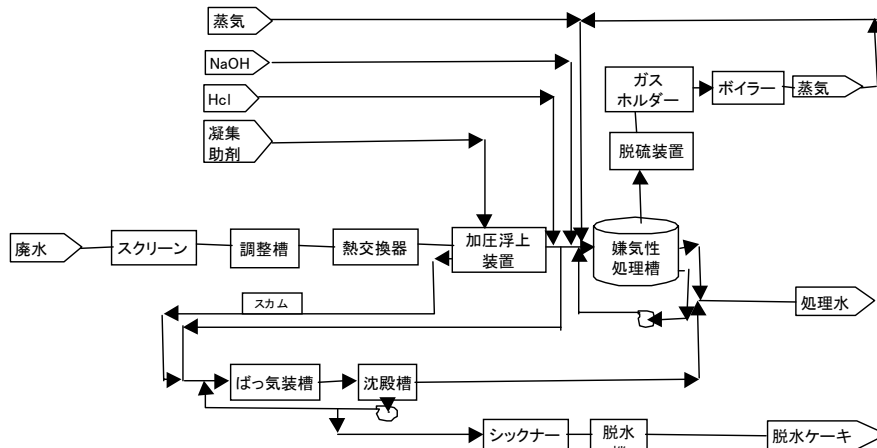 蒸気
NaOH
Hcl
凝集
助剤
ガス
ホルダー
ボイラー
蒸気
脱硫装置
廃水
スクリーン
調整槽
熱交換器
加圧浮上
装置
嫌気性
処理槽
処理水
スカム
ばっ気装槽
沈殿槽
シックナー
脱水
脱水ケーキ